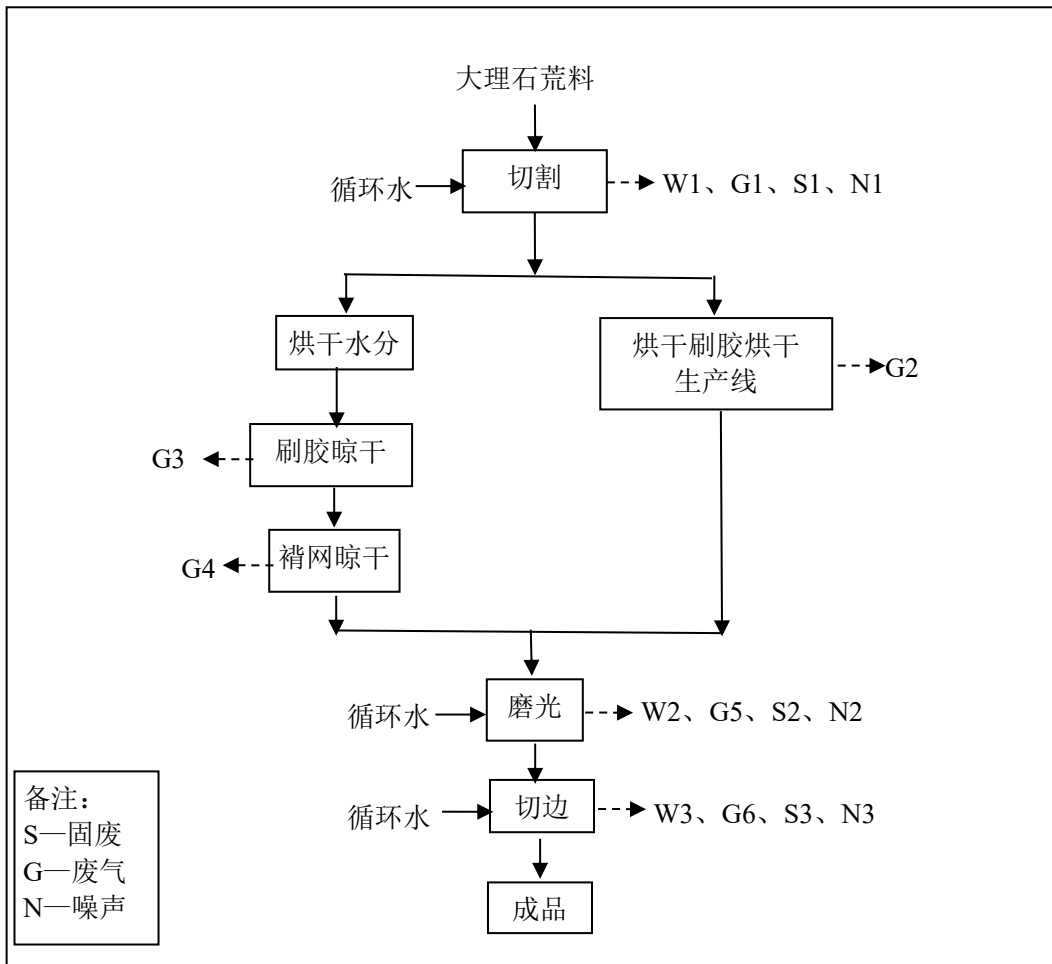 大理石荒料
循环水
切割
W1、G1、S1、N1
烘干水分
烘干刷胶烘干
生产线
G2
G3
刷胶晾干
G4
褙网晾干
循环水
磨光
W2、G5、S2、N2
循环水
切边
W3、G6、S3、N3
成品
备注：
S—固废
G—废气
N—噪声